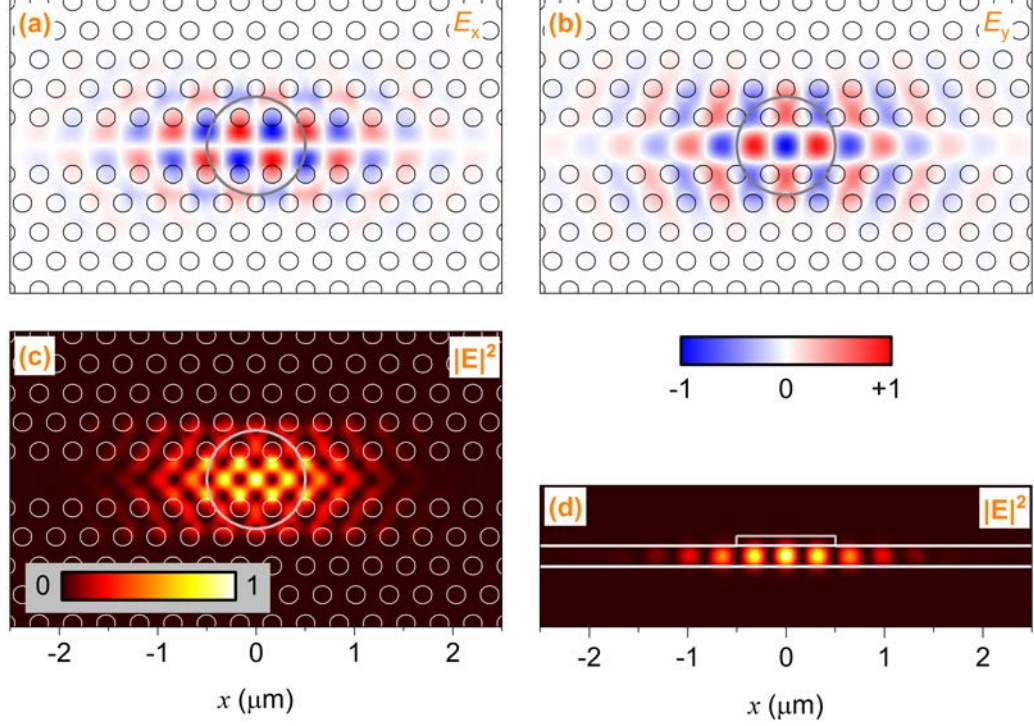 (a) Ex
(b) Ey
(c) |E|²
-1 0 +1
(d) |E|²
0 1
-2 -1 0 1 2
x (μm)
-2 -1 0 1 2
x (μm)